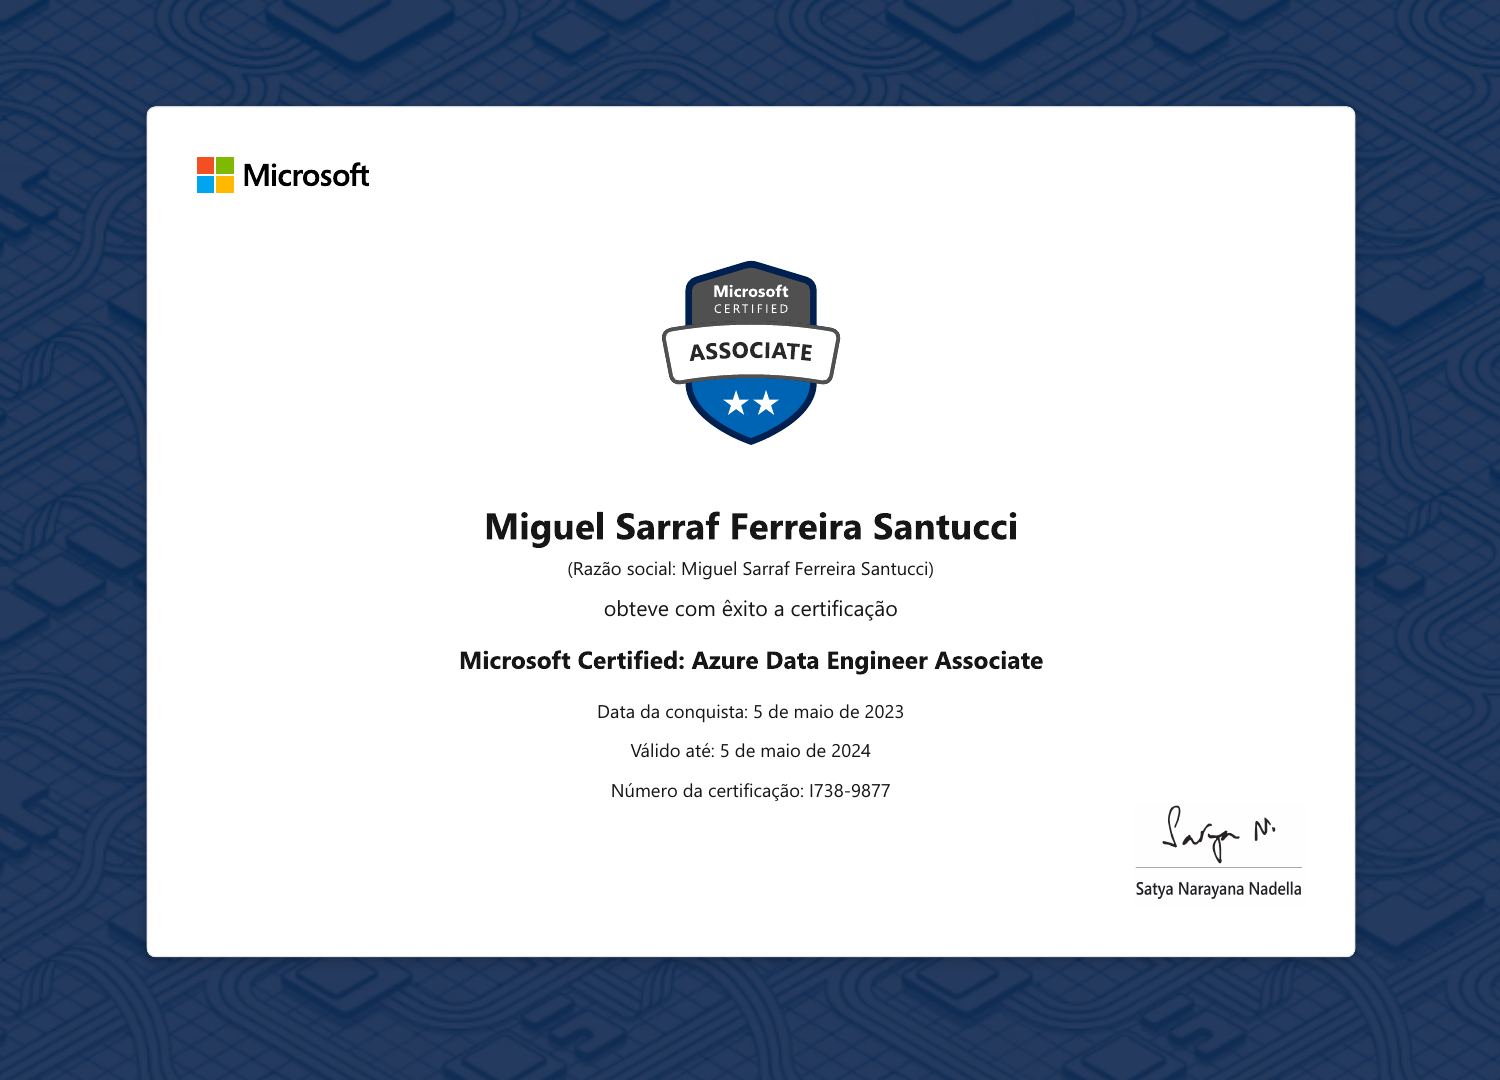 Microsoft
Microsoft
CERTIFIED
ASSOCIATE
Miguel Sarraf Ferreira Santucci
(Razão social: Miguel Sarraf Ferreira Santucci)
obteve com êxito a certificação
Microsoft Certified: Azure Data Engineer Associate
Data da conquista: 5 de maio de 2023
Válido até: 5 de maio de 2024
Número da certificação: I738-9877
Satya N.
Satya Narayana Nadella